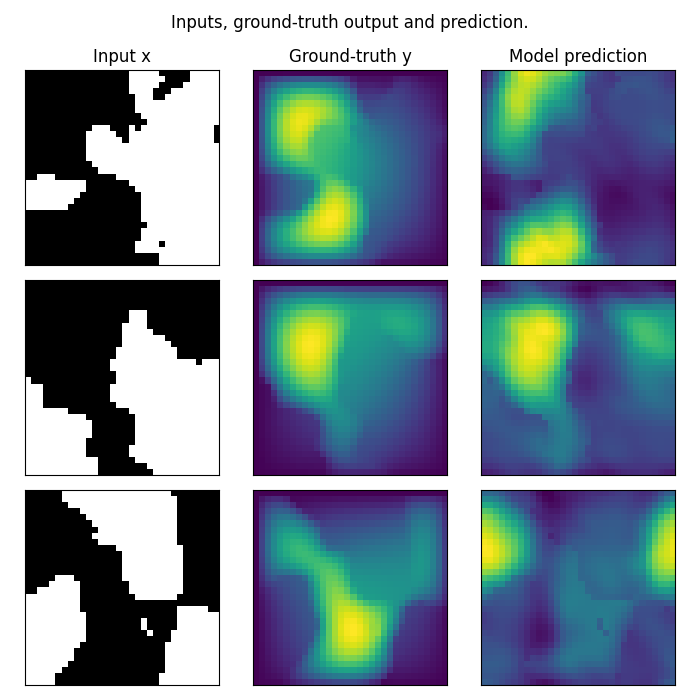 Inputs, ground-truth output and prediction.
Input x
Ground-truth y
Model prediction